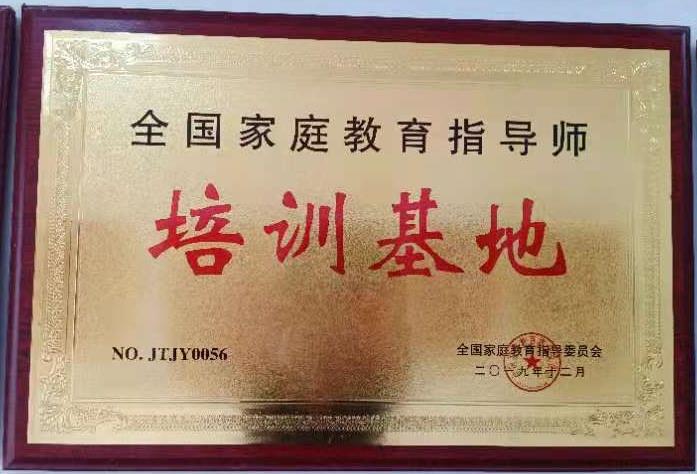 全国家庭教育指导师
培训基地
NO. JTJY0056
全国家庭教育指导委员会
二〇一九年十二月